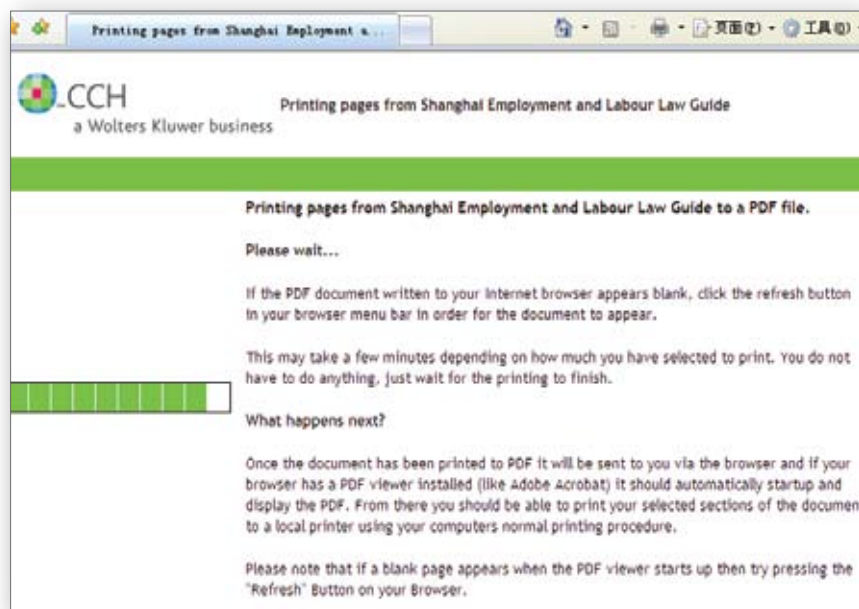 Printing pages from Shanghai Employment a...
页面(P)
工具(O)
CCH
a Wolters Kluwer business
Printing pages from Shanghai Employment and Labour Law Guide
Printing pages from Shanghai Employment and Labour Law Guide to a PDF file.
Please wait...
If the PDF document written to your internet browser appears blank, click the refresh button
in your browser menu bar in order for the document to appear.
This may take a few minutes depending on how much you have selected to print. You do not
have to do anything, just wait for the printing to finish.
What happens next?
Once the document has been printed to PDF it will be sent to you via the browser and if your
browser has a PDF viewer installed (like Adobe Acrobat) it should automatically startup and
display the PDF. From there you should be able to print your selected sections of the documen
to a local printer using your computers normal printing procedure.
Please note that if a blank page appears when the PDF viewer starts up then try pressing the
"Refresh" Button on your Browser.